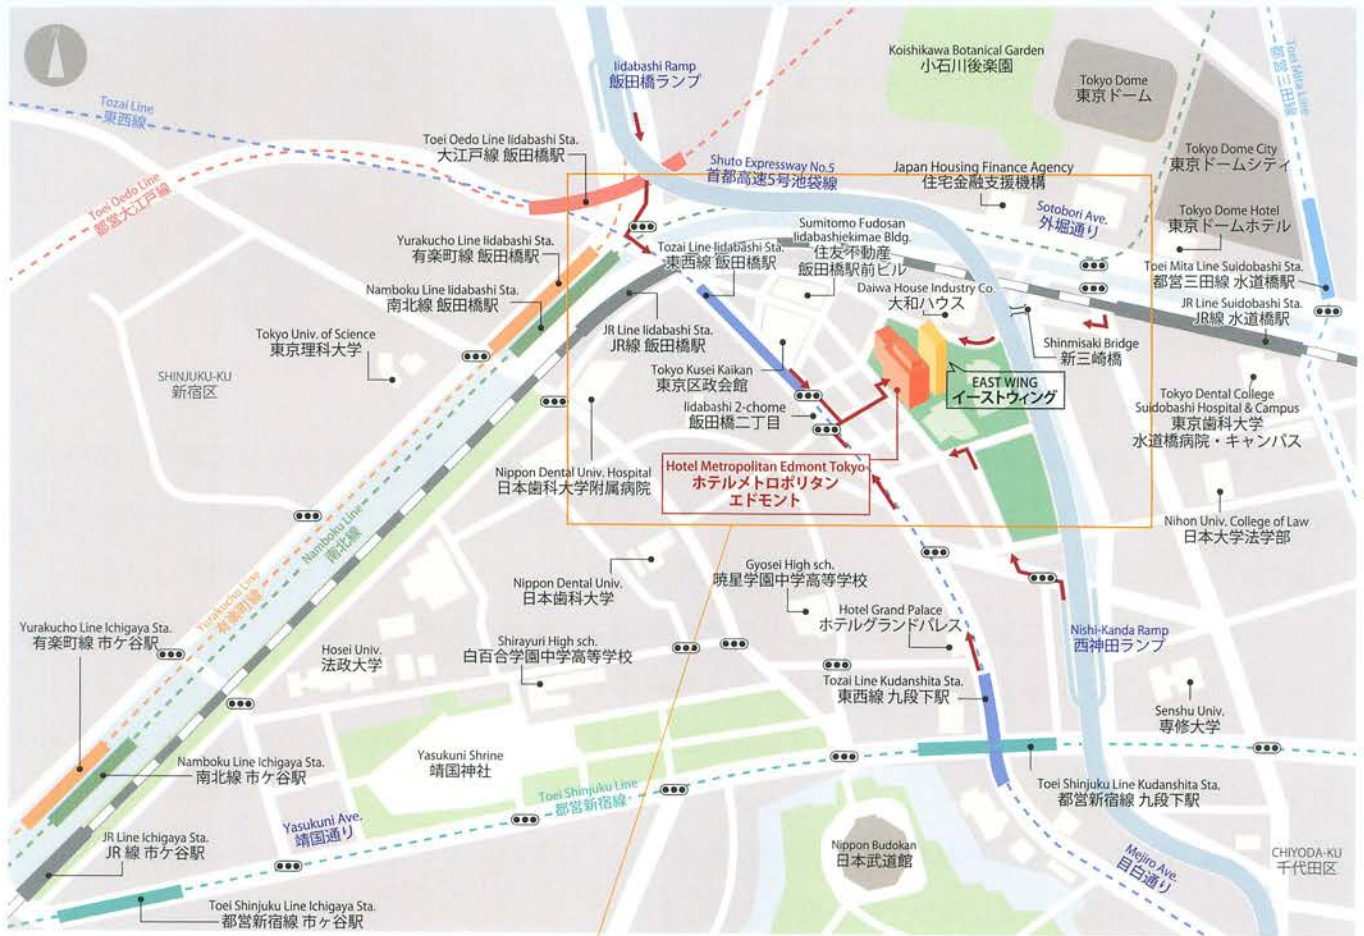 Iidabashi Ramp
飯田橋ランプ
Koishikawa Botanical Garden
小石川後楽園
Tokyo Dome
東京ドーム
Toei Mita Line
都営三田線
Tozai Line
東西線
Toei Oedo Line Iidabashi Sta.
大江戸線 飯田橋駅
Shuto Expressway No.5
首都高速5号池袋線
Japan Housing Finance Agency
住宅金融支援機構
Tokyo Dome City
東京ドームシティ
Toei Oedo Line
都営大江戸線
Sotobori Ave.
外堀通り
Tokyo Dome Hotel
東京ドームホテル
Yurakucho Line Iidabashi Sta.
有楽町線 飯田橋駅
Tozai Line Iidabashi Sta.
東西線 飯田橋駅
Sumitomo Fudosan
Iidabashiekimae Bldg.
住友不動産
飯田橋駅前ビル
Toei Mita Line Suidobashi Sta.
都営三田線 水道橋駅
Namboku Line Iidabashi Sta.
南北線 飯田橋駅
Daiwa House Industry Co.
大和ハウス
JR Line Suidobashi Sta.
JR線 水道橋駅
Tokyo Univ. of Science
東京理科大学
JR Line Iidabashi Sta.
JR線 飯田橋駅
Shinmisaki Bridge
新三崎橋
SHINJUKU-KU
新宿区
Tokyo Kusei Kaikan
東京区政会館
EAST WING
イーストウィング
Tokyo Dental College
Suidobashi Hospital & Campus
東京歯科大学
水道橋病院・キャンパス
Iidabashi 2-chome
飯田橋二丁目
Nippon Dental Univ. Hospital
日本歯科大学附属病院
Hotel Metropolitan Edmont Tokyo
ホテルメトロポリタン
エドモント
Namboku Line
南北線
Nihon Univ. College of Law
日本大学法学部
Yurakucho Line
有楽町線
Nippon Dental Univ.
日本歯科大学
Gyosei High sch.
暁星学園中学高等学校
Hotel Grand Palace
ホテルグランドパレス
Yurakucho Line Ichigaya Sta.
有楽町線 市ケ谷駅
Hosei Univ.
法政大学
Shirayuri High sch.
白百合学園中学高等学校
Nishi-Kanda Ramp
西神田ランプ
Tozai Line Kudanshita Sta.
東西線 九段下駅
Senshu Univ.
専修大学
Namboku Line Ichigaya Sta.
南北線 市ケ谷駅
Yasukuni Shrine
靖国神社
Toei Shinjuku Line
都営新宿線
Toei Shinjuku Line Kudanshita Sta.
都営新宿線 九段下駅
Yasukuni Ave.
靖国通り
JR Line Ichigaya Sta.
JR 線 市ケ谷駅
Nippon Budokan
日本武道館
Mejiro Ave.
目白通り
CHIYODA-KU
千代田区
Toei Shinjuku Line Ichigaya Sta.
都営新宿線 市ヶ谷駅